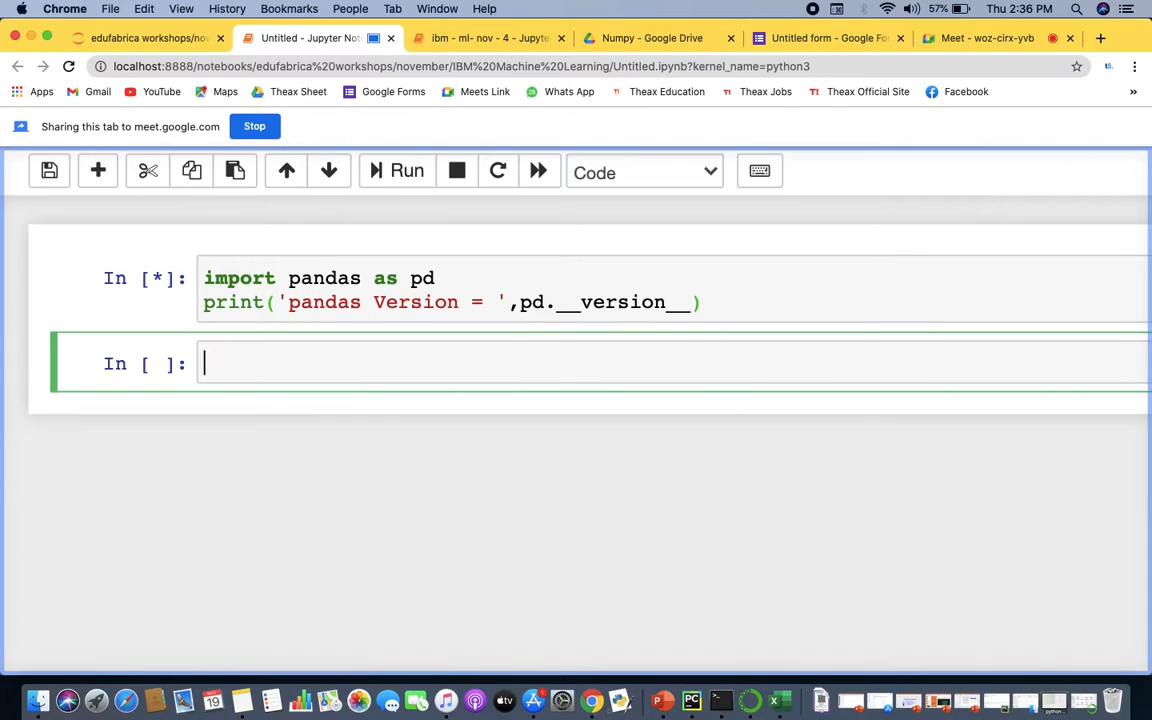 Chrome File Edit View History Bookmarks People Tab Window Help 57% Thu 2:36 PM
edufabrica workshops/nov Untitled - Jupyter Note ibm - ml- nov - 4 - Jupyte Numpy - Google Drive Untitled form - Google Fo Meet - woz-cirx-yvb
localhost:8888/notebooks/edufabrica%20workshops/november/IBM%20Machine%20Learning/Untitled.ipynb?kernel_name=python3
Apps Gmail YouTube Maps Theax Sheet Google Forms Meets Link Whats App Theax Education Theax Jobs Theax Official Site Facebook »
Sharing this tab to meet.google.com Stop
Run Code
In [*]: import pandas as pd
print('pandas Version = ',pd.__version__)
In [ ]: